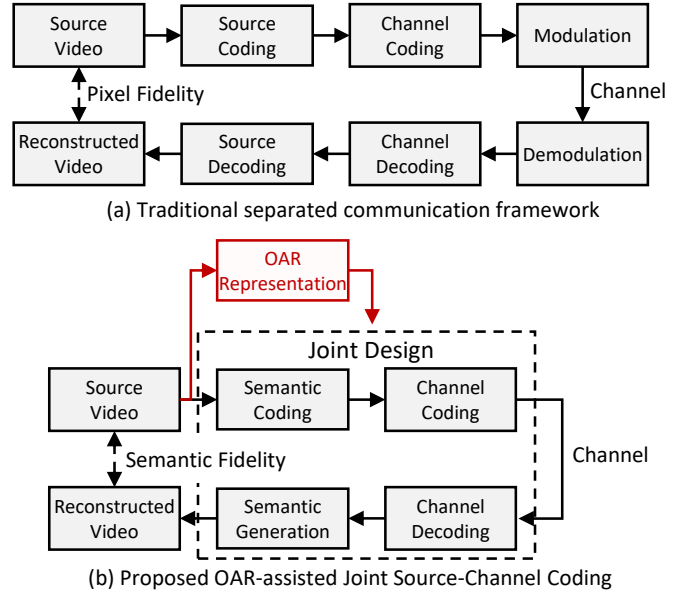 Source
Video
Source
Coding
Channel
Coding
Modulation
Pixel Fidelity
Channel
Reconstructed
Video
Source
Decoding
Channel
Decoding
Demodulation
(a) Traditional separated communication framework
OAR
Representation
Joint Design
Source
Video
Semantic
Coding
Channel
Coding
Semantic Fidelity
Channel
Reconstructed
Video
Semantic
Generation
Channel
Decoding
(b) Proposed OAR-assisted Joint Source-Channel Coding